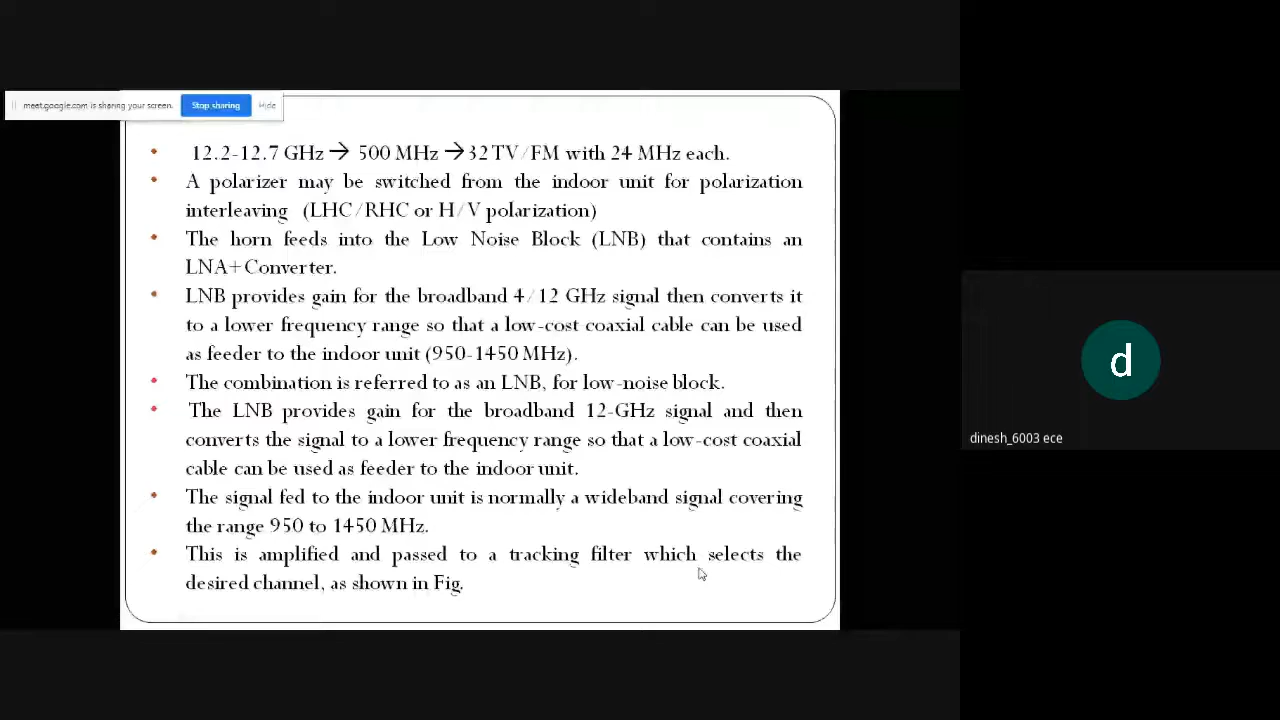 meet.google.com is sharing your screen.
Stop sharing
Hide
• 12.2-12.7 GHz → 500 MHz →32 TV/FM with 24 MHz each.
• A polarizer may be switched from the indoor unit for polarization
interleaving (LHC/RHC or H/V polarization)
• The horn feeds into the Low Noise Block (LNB) that contains an
LNA+Converter.
• LNB provides gain for the broadband 4/12 GHz signal then converts it
to a lower frequency range so that a low-cost coaxial cable can be used
as feeder to the indoor unit (950-1450 MHz).
• The combination is referred to as an LNB, for low-noise block.
• The LNB provides gain for the broadband 12-GHz signal and then
converts the signal to a lower frequency range so that a low-cost coaxial
cable can be used as feeder to the indoor unit.
• The signal fed to the indoor unit is normally a wideband signal covering
the range 950 to 1450 MHz.
• This is amplified and passed to a tracking filter which selects the
desired channel, as shown in Fig.
d
dinesh_6003 ece